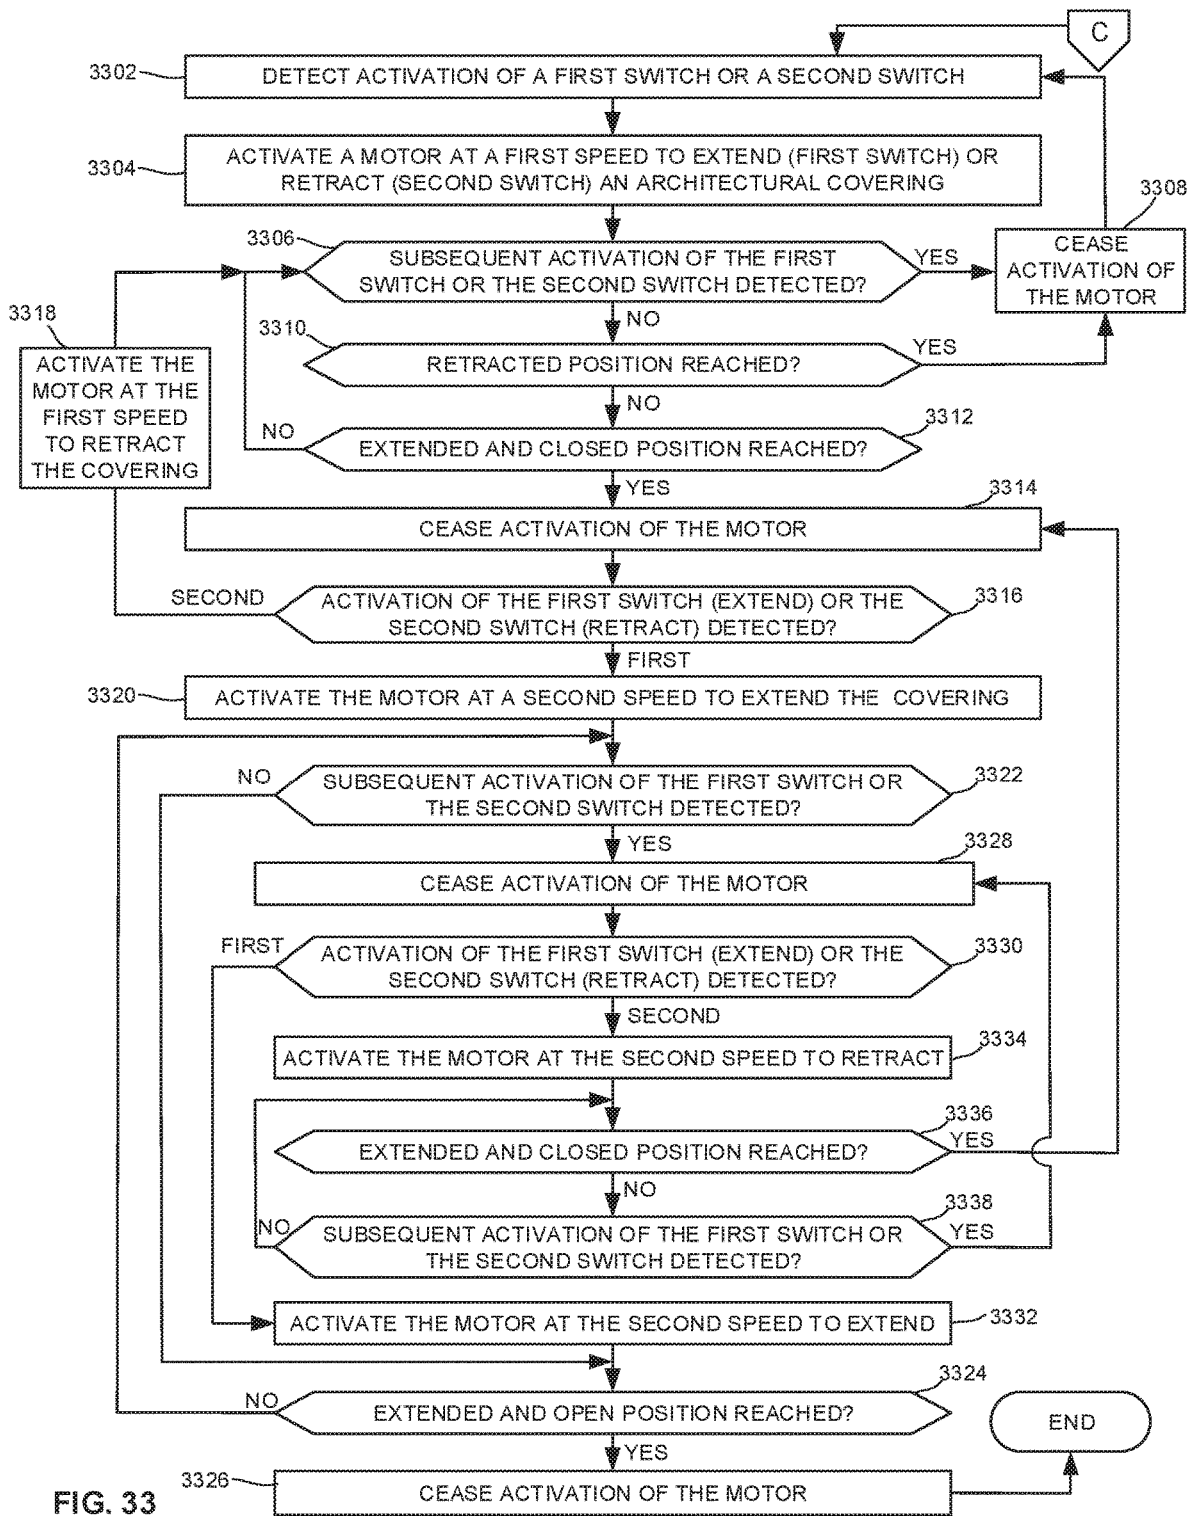 C
3302
DETECT ACTIVATION OF A FIRST SWITCH OR A SECOND SWITCH
3304
ACTIVATE A MOTOR AT A FIRST SPEED TO EXTEND (FIRST SWITCH) OR
RETRACT (SECOND SWITCH) AN ARCHITECTURAL COVERING
3306
SUBSEQUENT ACTIVATION OF THE FIRST
SWITCH OR THE SECOND SWITCH DETECTED?
YES
3308
CEASE
ACTIVATION OF
THE MOTOR
NO
3310
RETRACTED POSITION REACHED?
YES
3318
ACTIVATE THE
MOTOR AT THE
FIRST SPEED
TO RETRACT
THE COVERING
NO
3312
EXTENDED AND CLOSED POSITION REACHED?
NO
YES
3314
CEASE ACTIVATION OF THE MOTOR
SECOND
ACTIVATION OF THE FIRST SWITCH (EXTEND) OR THE
SECOND SWITCH (RETRACT) DETECTED?
3316
FIRST
3320
ACTIVATE THE MOTOR AT A SECOND SPEED TO EXTEND THE COVERING
NO
SUBSEQUENT ACTIVATION OF THE FIRST SWITCH OR
THE SECOND SWITCH DETECTED?
3322
YES
3328
CEASE ACTIVATION OF THE MOTOR
FIRST
ACTIVATION OF THE FIRST SWITCH (EXTEND) OR THE
SECOND SWITCH (RETRACT) DETECTED?
3330
SECOND
ACTIVATE THE MOTOR AT THE SECOND SPEED TO RETRACT
3334
3336
EXTENDED AND CLOSED POSITION REACHED?
YES
NO
3338
NO
SUBSEQUENT ACTIVATION OF THE FIRST SWITCH OR
THE SECOND SWITCH DETECTED?
YES
ACTIVATE THE MOTOR AT THE SECOND SPEED TO EXTEND
3332
3324
NO
EXTENDED AND OPEN POSITION REACHED?
END
YES
3326
CEASE ACTIVATION OF THE MOTOR
FIG. 33